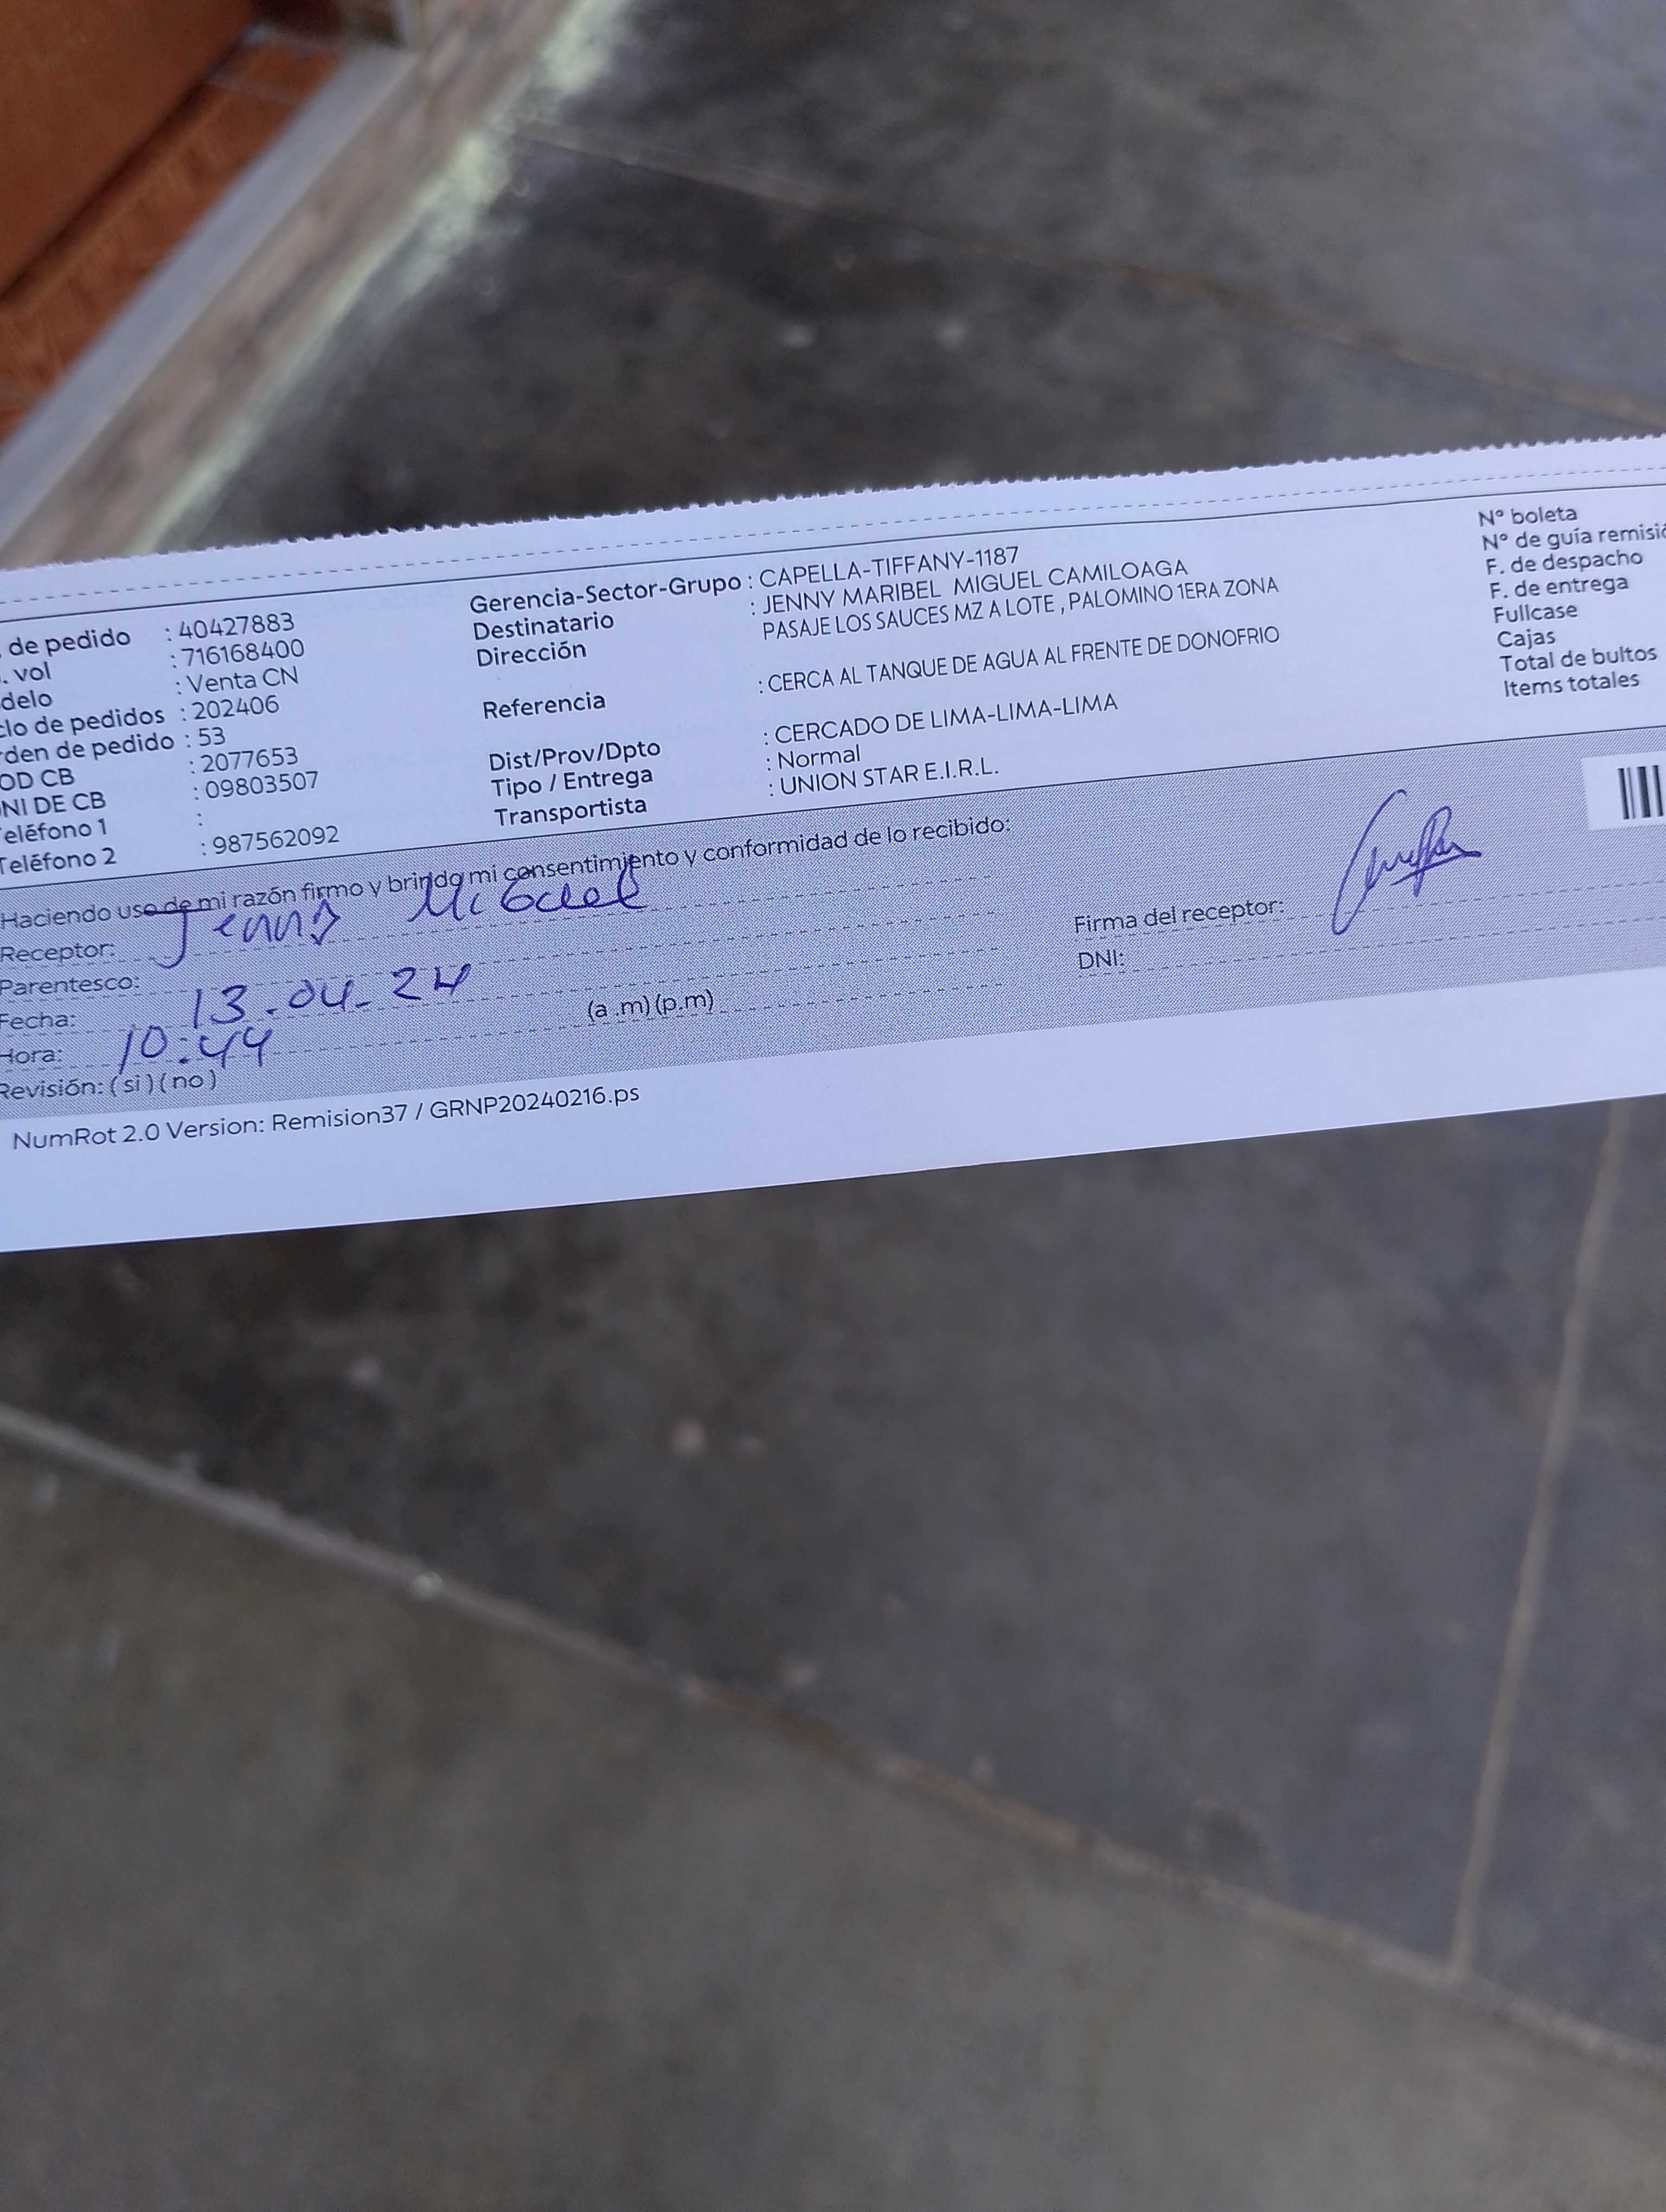 de pedido : 40427883
. vol : 716168400
delo : Venta CN
clo de pedidos : 202406
rden de pedido : 53
OD CB : 2077653
NI DE CB : 09803507
eléfono 1 :
Teléfono 2 : 987562092
Gerencia-Sector-Grupo : CAPELLA-TIFFANY-1187
Destinatario : JENNY MARIBEL MIGUEL CAMILOAGA
Dirección PASAJE LOS SAUCES MZ A LOTE , PALOMINO 1ERA ZONA
Referencia : CERCA AL TANQUE DE AGUA AL FRENTE DE DONOFRIO
Dist/Prov/Dpto : CERCADO DE LIMA-LIMA-LIMA
Tipo / Entrega : Normal
Transportista : UNION STAR E.I.R.L.
N° boleta
N° de guía remisió
F. de despacho
F. de entrega
Fullcase
Cajas
Total de bultos
Items totales
Haciendo uso de mi razón firmo y brindo mi consentimiento y conformidad de lo recibido:
Receptor: Jenny Miguel
Parentesco:
Fecha: 13.04.24
Hora: 10:44 (a .m) (p.m)
Revisión: ( si ) ( no )
Firma del receptor:
DNI:
NumRot 2.0 Version: Remision37 / GRNP20240216.ps